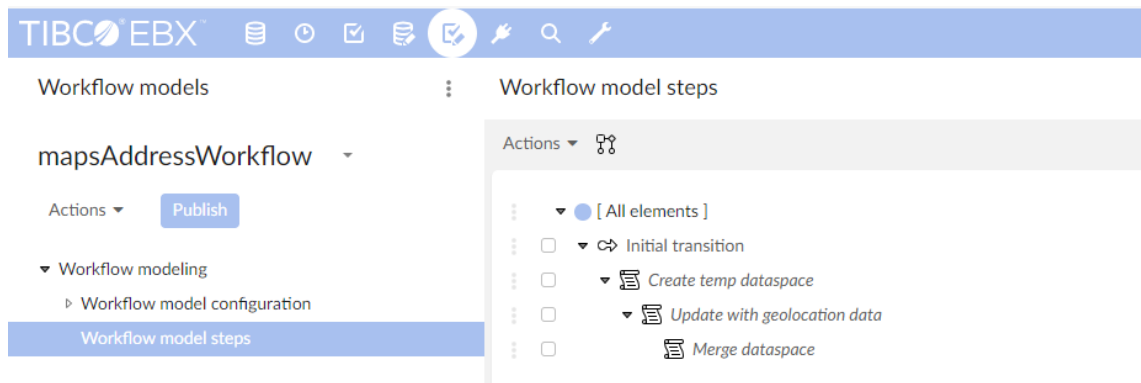 TIBCO® EBX™
Workflow models
mapsAddressWorkflow
Actions
Publish
Workflow modeling
Workflow model configuration
Workflow model steps
Workflow model steps
Actions
[ All elements ]
Initial transition
Create temp dataspace
Update with geolocation data
Merge dataspace